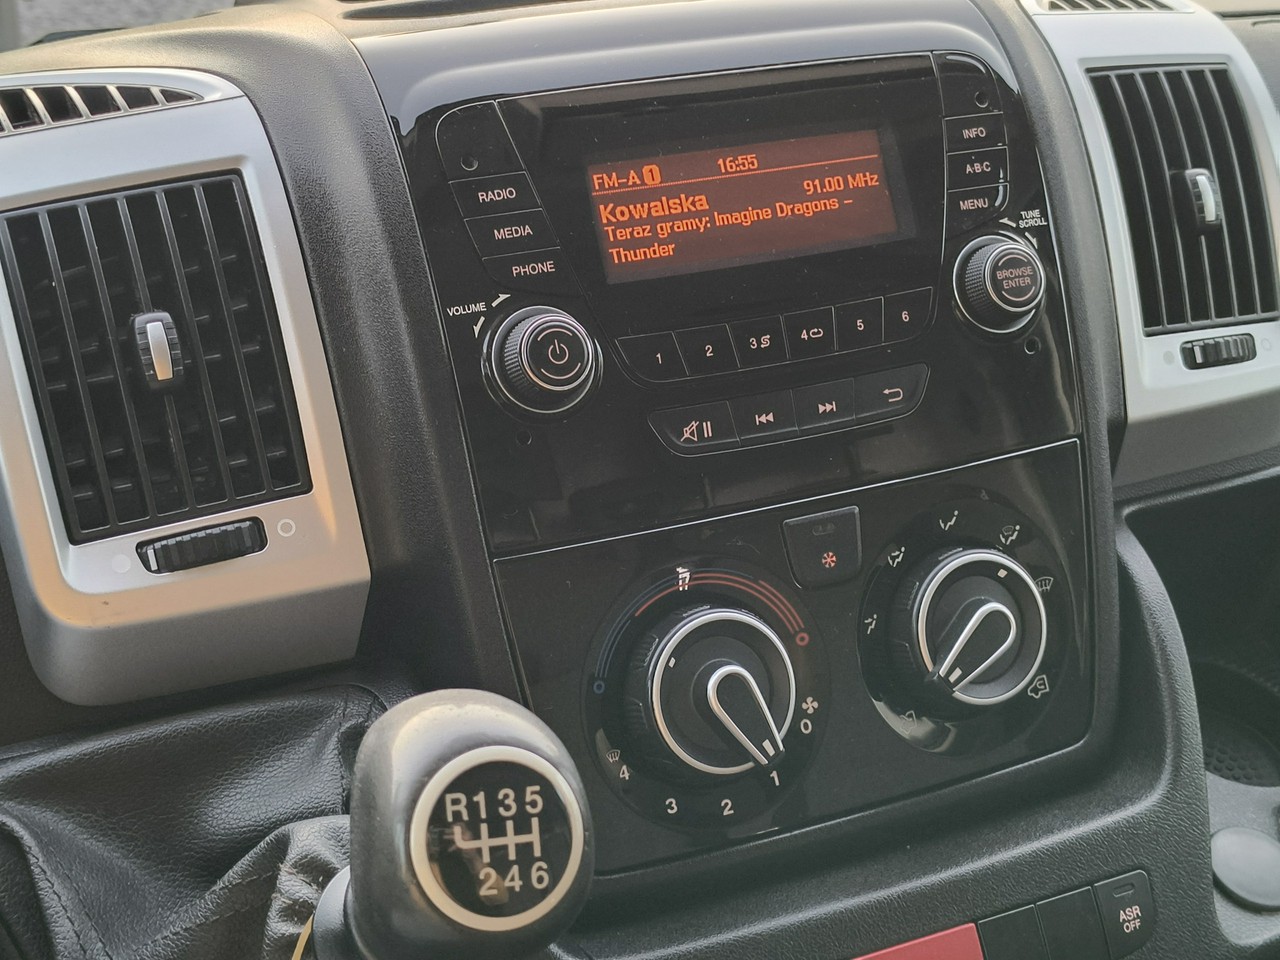 FM-A 1 16:55
91.00 MHz
Kowalska
Teraz gramy: Imagine Dragons –
Thunder
RADIO
MEDIA
PHONE
VOLUME
INFO
A·B·C
MENU
TUNE
SCROLL
BROWSE
ENTER
1 2 3 4 5 6
0
1
2
3
4
R 1 3 5
2 4 6
ASR
OFF